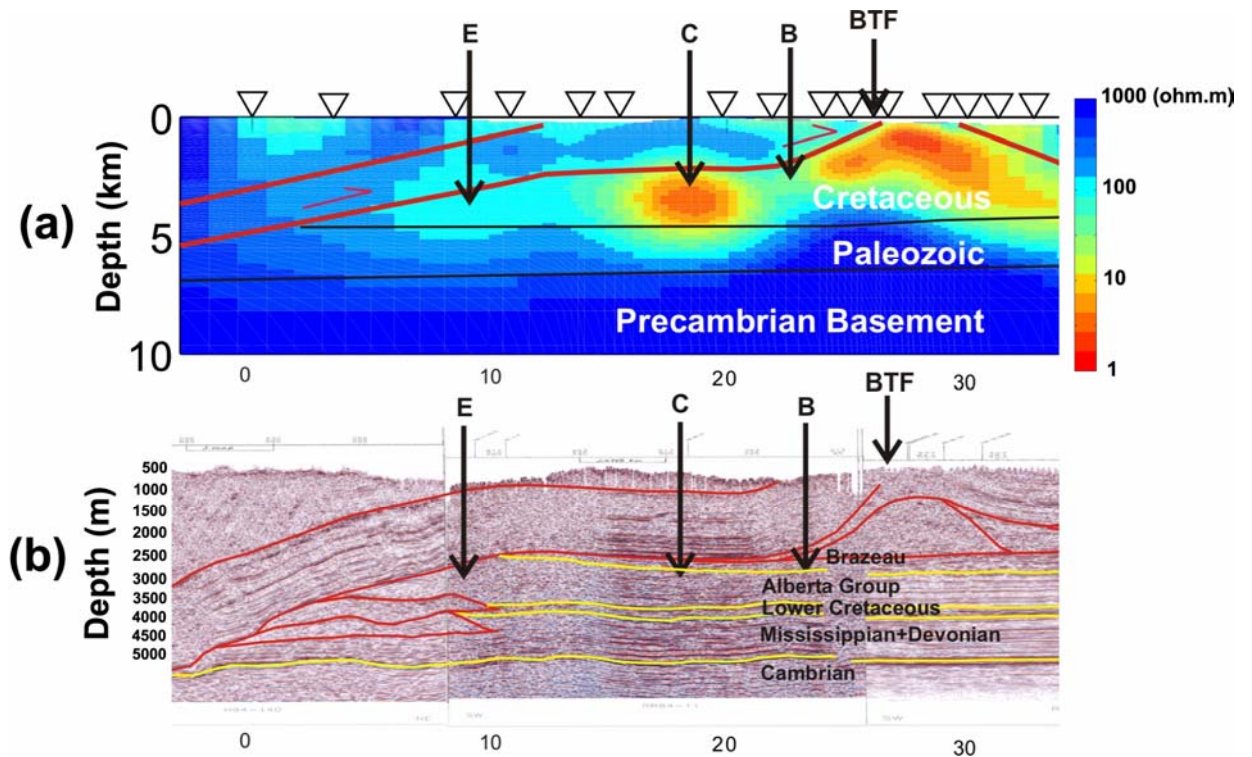 E C B BTF
0 5 10
Depth (km)
(a)
Cretaceous
Paleozoic
Precambrian Basement
1000 (ohm.m)
100
10
1
0 10 20 30
E C B BTF
500
1000
1500
2000
2500
3000
3500
4000
4500
5000
Depth (m)
(b)
Brazeau
Alberta Group
Lower Cretaceous
Mississippian+Devonian
Cambrian
SW
SW
0 10 20 30